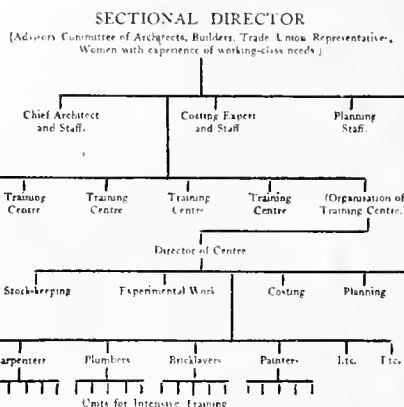 SECTIONAL DIRECTOR
(Advisory Committee of Architects, Builders, Trade Union Representatives,
Women with experience of working-class needs.)
Chief Architect
and Staff.
Costing Expert
and Staff
Planning
Staff.
Training
Centre
Training
Centre
Training
Centre
Training
Centre
(Organisation of
Training Centre.)
Director of Centre
Stock-keeping
Experimental Work
Costing
Planning
arpenters
Plumbers
Bricklayers
Painters
Etc.
Etc.
Units for Intensive Training